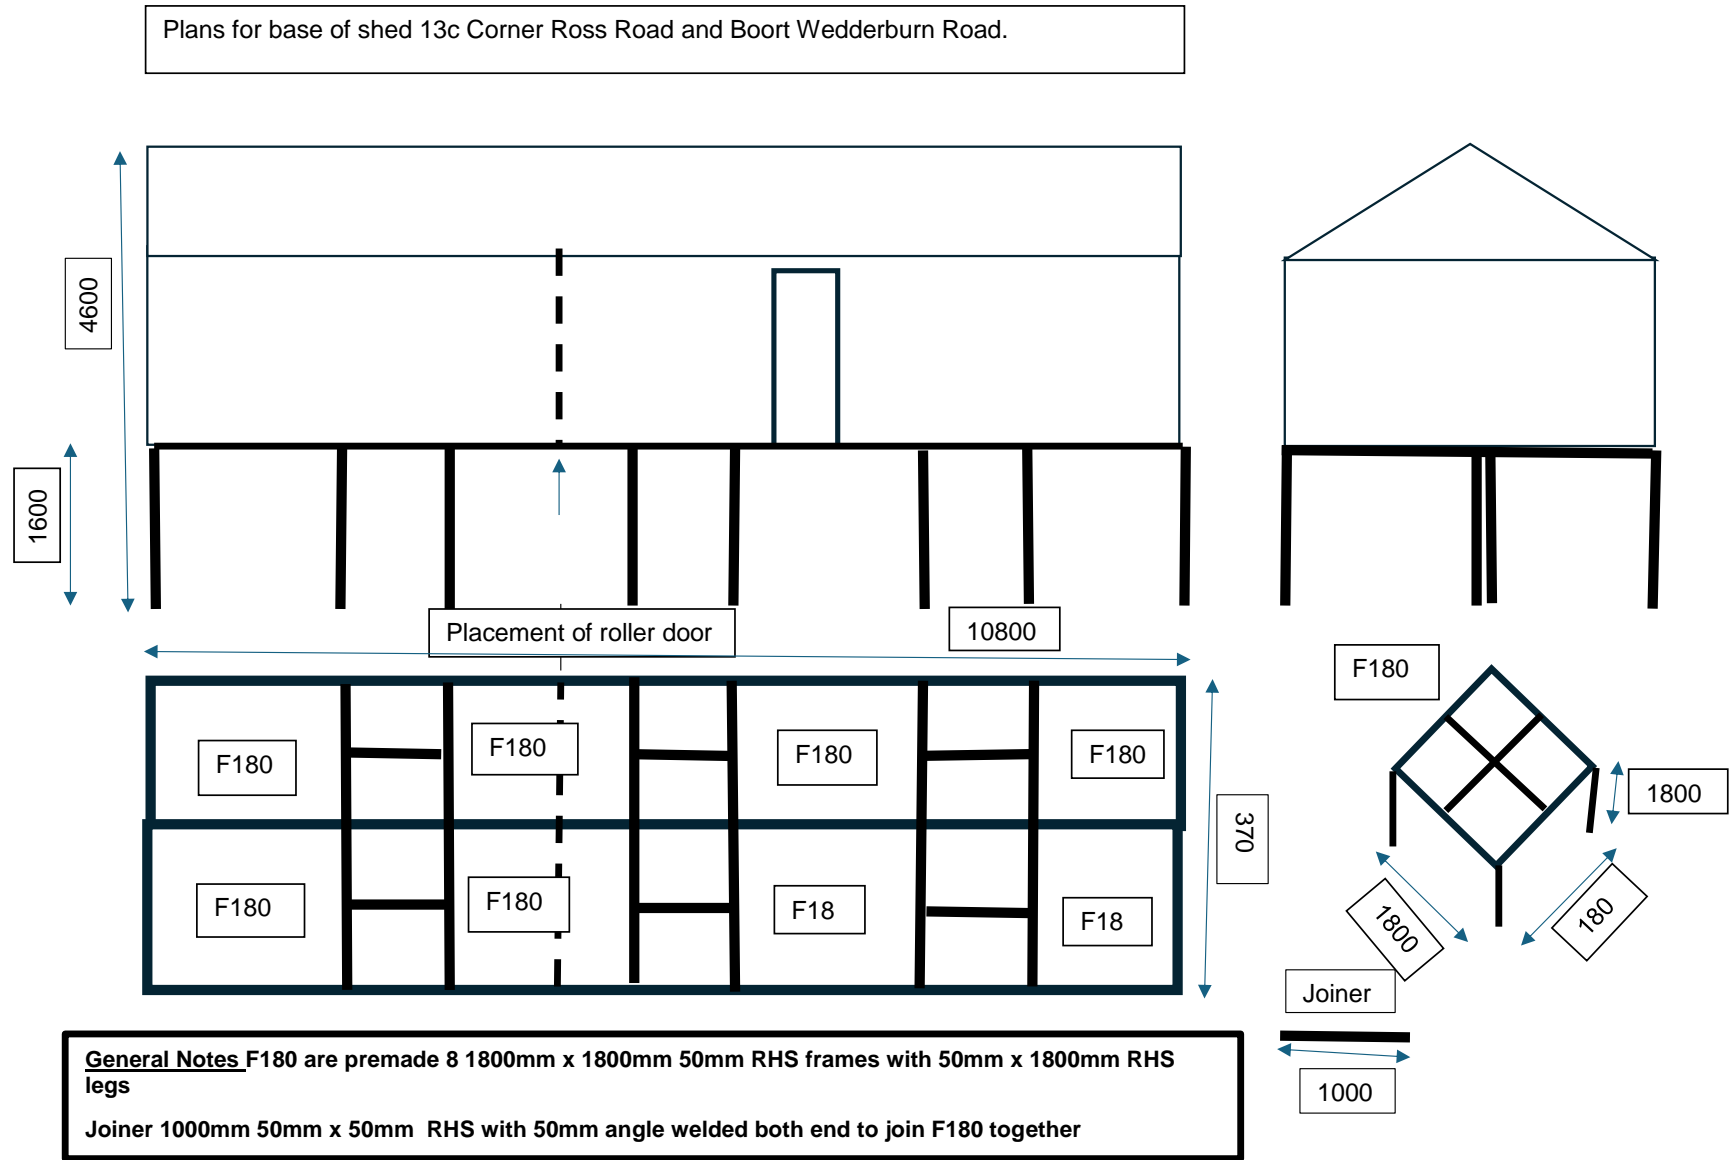 Plans for base of shed 13c Corner Ross Road and Boort Wedderburn Road.
4600
1600
Placement of roller door
10800
F180
F180
F180
F180
F180
1800
370
F180
F180
F18
F18
1800
180
Joiner
1000
General Notes F180 are premade 8 1800mm x 1800mm 50mm RHS frames with 50mm x 1800mm RHS
legs
Joiner 1000mm 50mm x 50mm RHS with 50mm angle welded both end to join F180 together